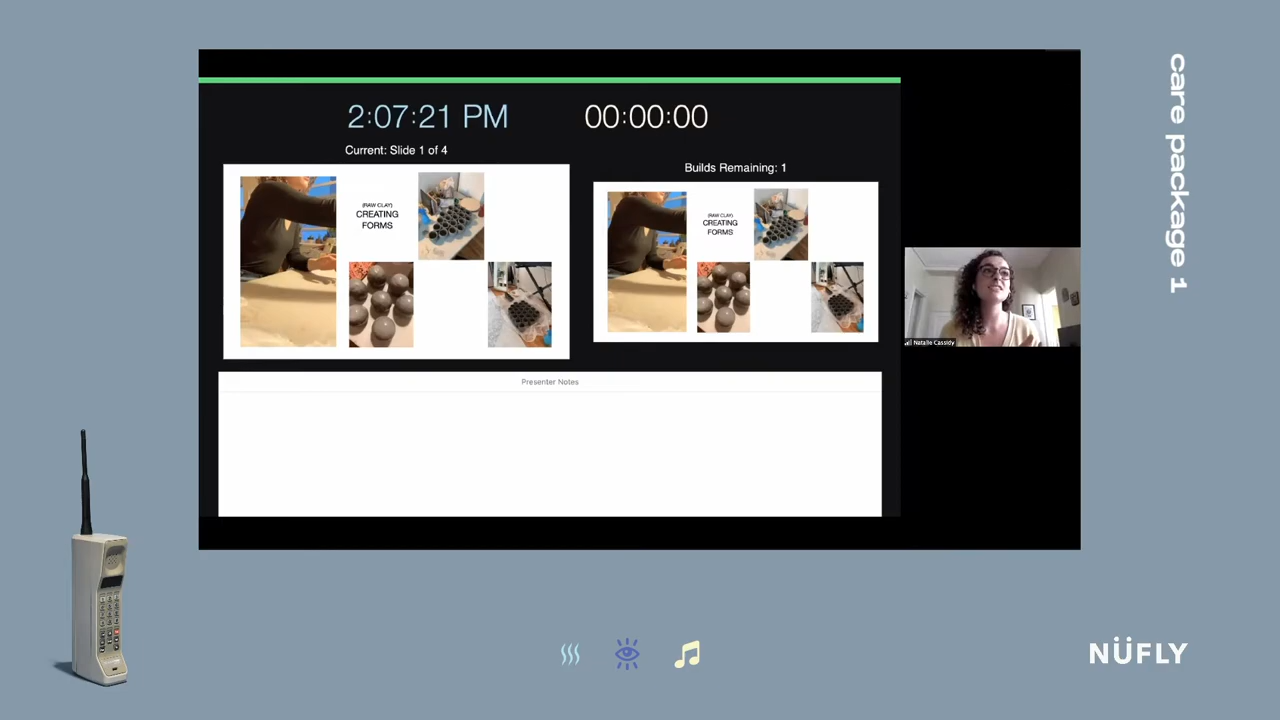 2:07:21 PM
00:00:00
Current: Slide 1 of 4
Builds Remaining: 1
(RAW CLAY)
CREATING
FORMS
(RAW CLAY)
CREATING
FORMS
Presenter Notes
Natalie Cassidy
care package 1
NÜFLY